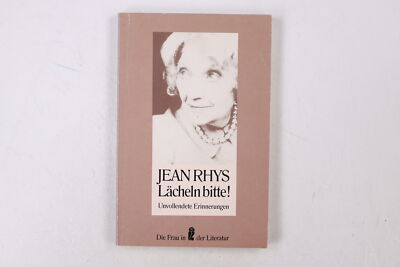 JEAN RHYS
Lächeln bitte!
Unvollendete Erinnerungen
Die Frau in der Literatur